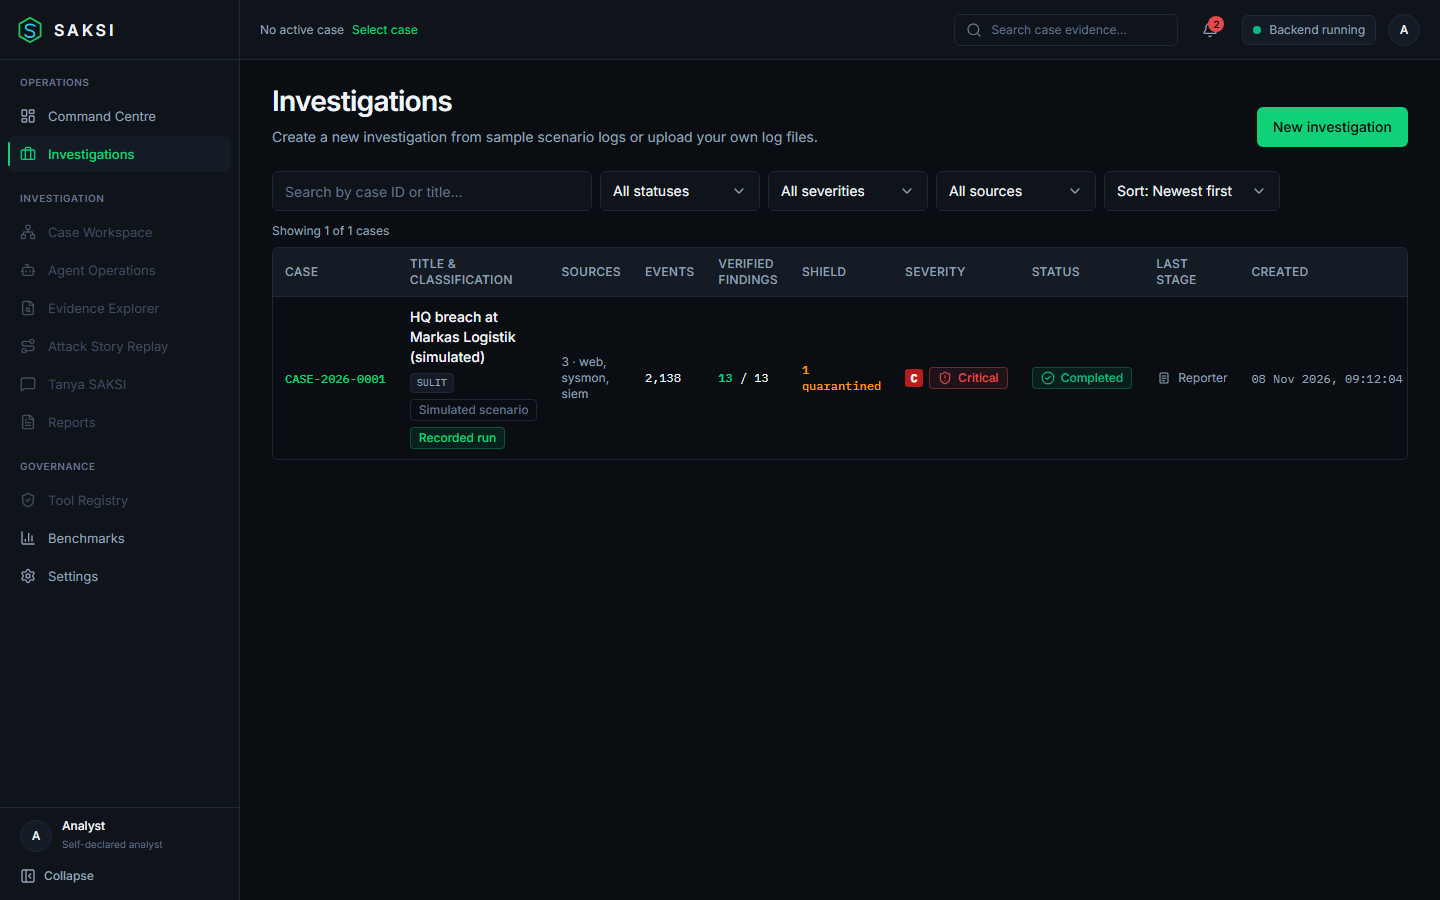 SAKSI
No active case Select case
Search case evidence...
2
Backend running
A
OPERATIONS
Command Centre
Investigations
INVESTIGATION
Case Workspace
Agent Operations
Evidence Explorer
Attack Story Replay
Tanya SAKSI
Reports
GOVERNANCE
Tool Registry
Benchmarks
Settings
A
Analyst
Self-declared analyst
Collapse
Investigations
Create a new investigation from sample scenario logs or upload your own log files.
New investigation
Search by case ID or title...
All statuses
All severities
All sources
Sort: Newest first
Showing 1 of 1 cases
CASE
TITLE &
CLASSIFICATION
SOURCES
EVENTS
VERIFIED
FINDINGS
SHIELD
SEVERITY
STATUS
LAST
STAGE
CREATED
CASE-2026-0001
HQ breach at
Markas Logistik
(simulated)
SULIT
Simulated scenario
Recorded run
3 · web,
sysmon,
siem
2,138
13 / 13
1
quarantined
C
Critical
Completed
Reporter
08 Nov 2026, 09:12:04